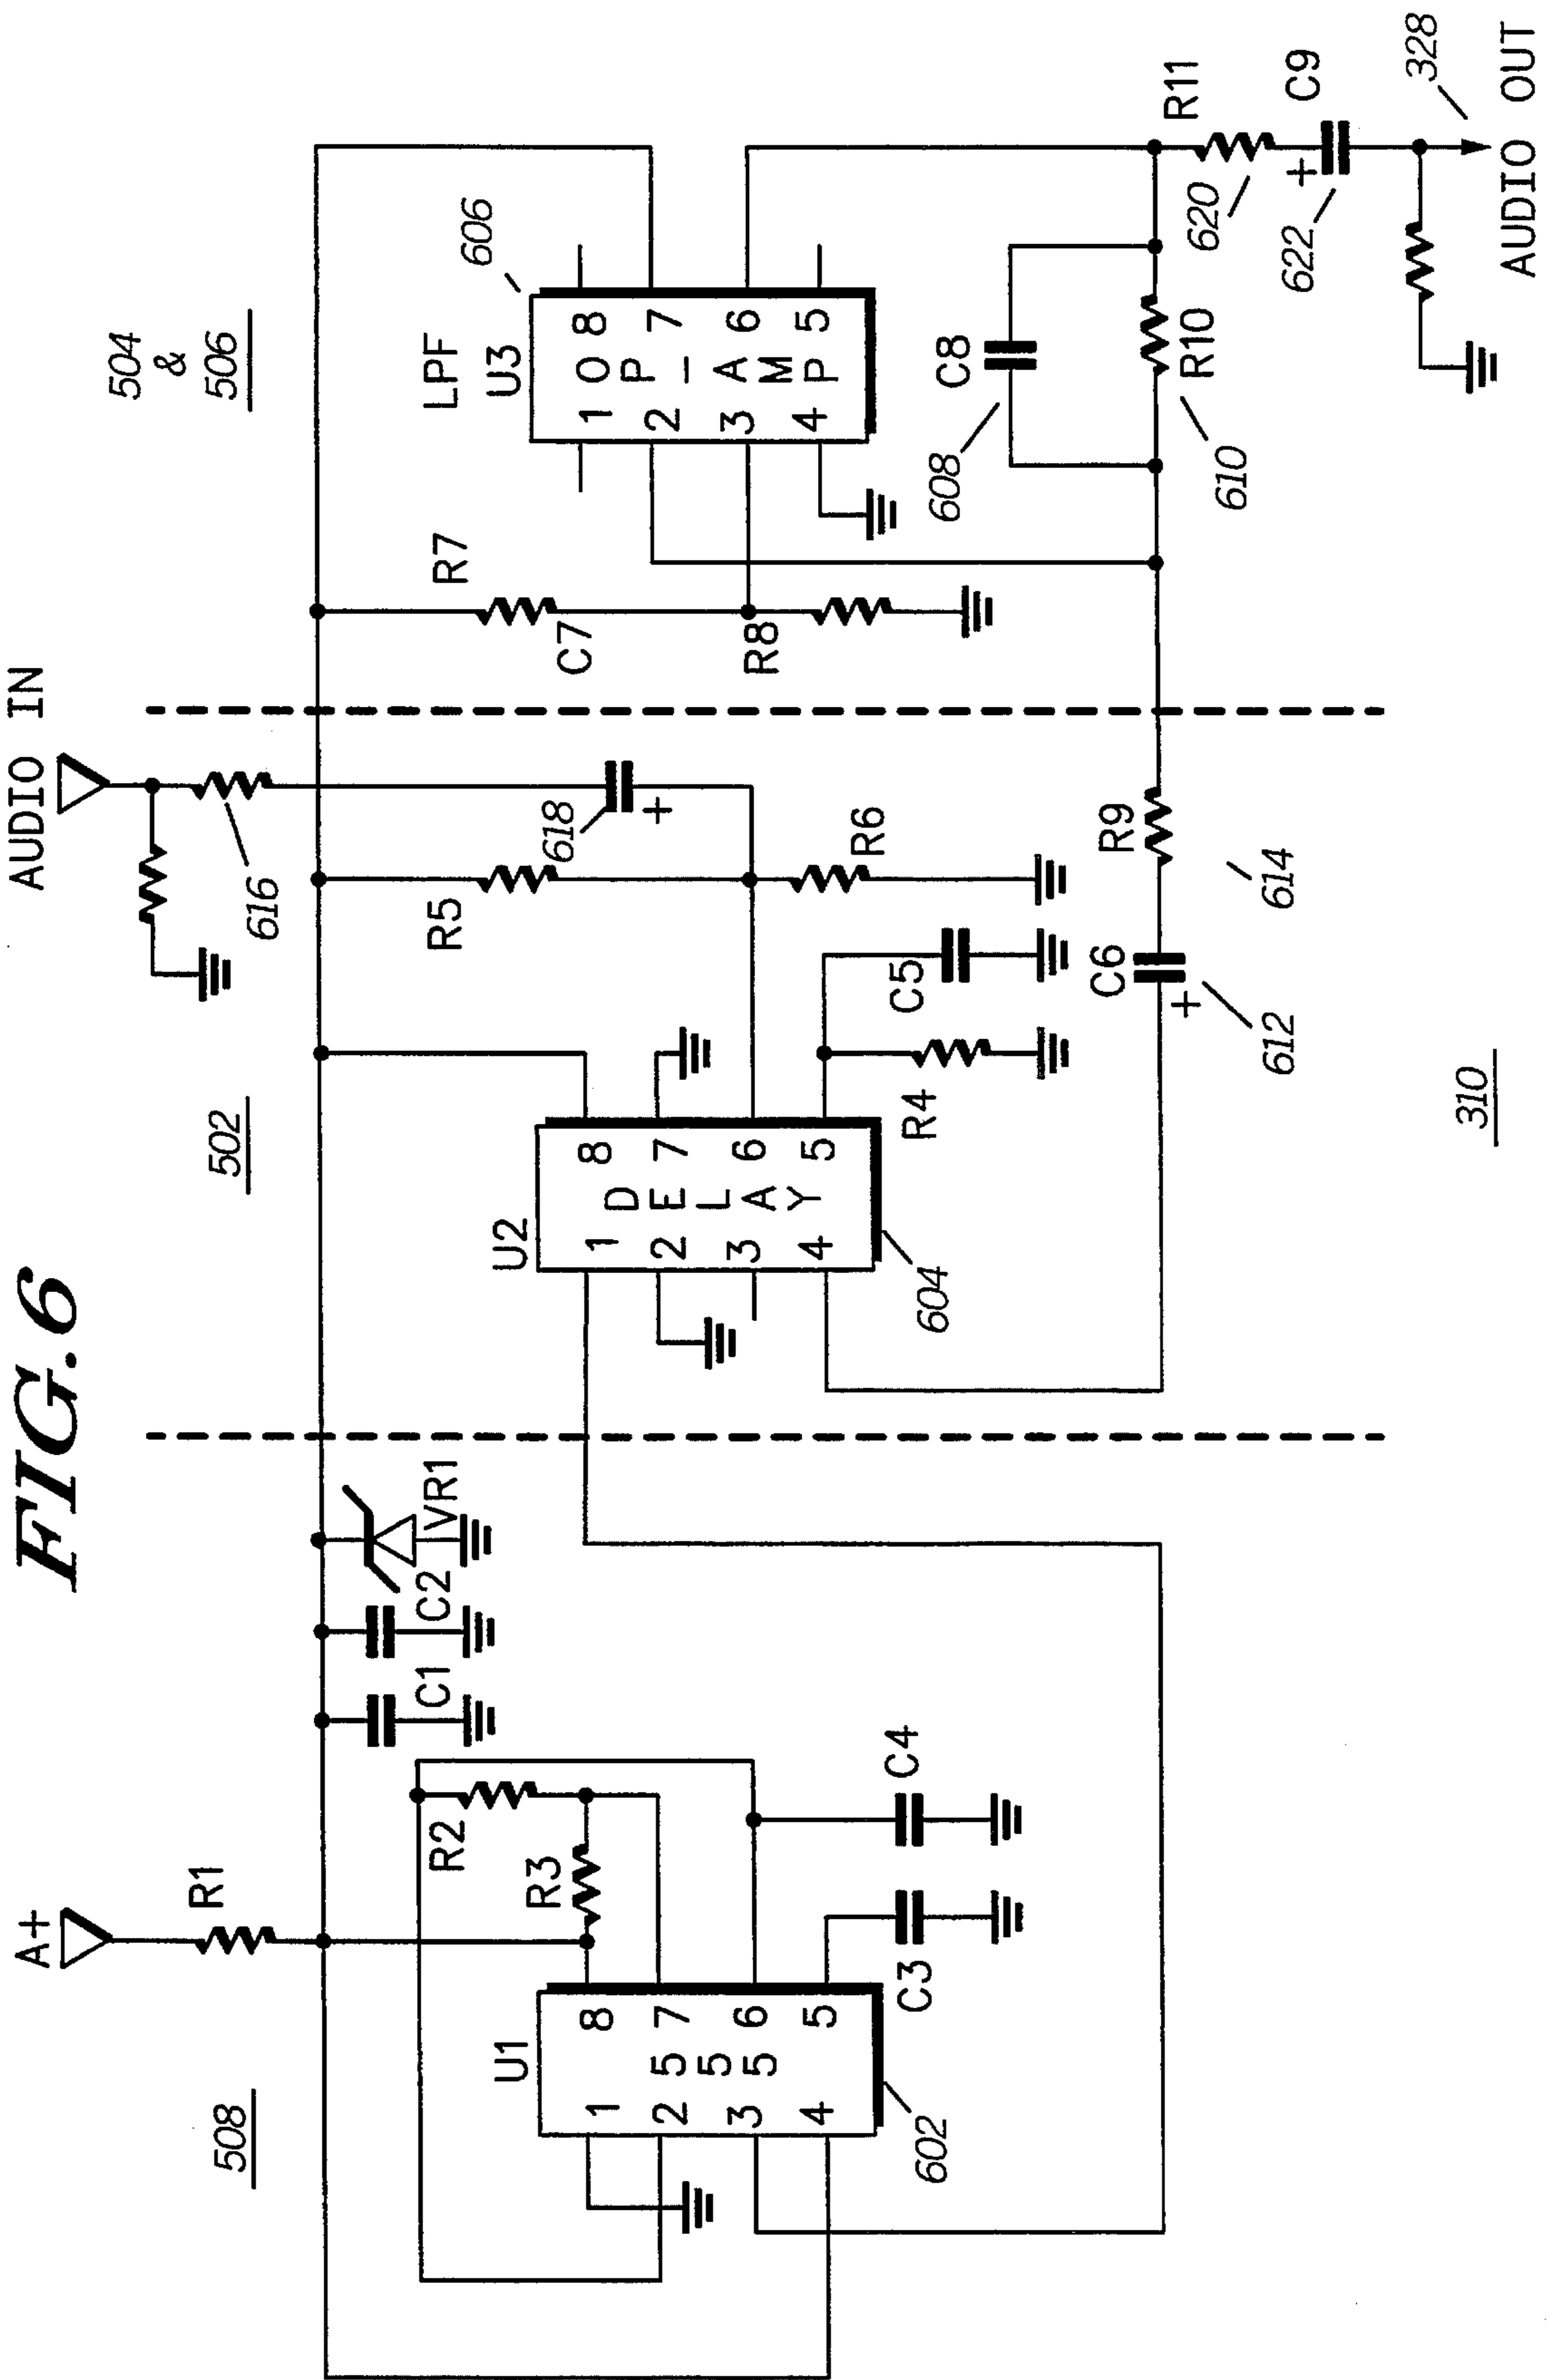 FIG.6
508
A+
R1
U1
1
2
3
4
8
7
6
5
555
602
R2
R3
C3
C4
C1
C2
VR1
502
U2
1
2
3
4
8
7
6
5
DELAY
604
R4
C5
R5
R6
AUDIO IN
616
618
C6
612
R9
614
504
&
506
LPF
U3
1
2
3
4
8
7
6
5
OP-AMP
606
R7
C7
R8
C8
608
R10
610
R11
620
C9
622
328
AUDIO OUT
310
+
+
+